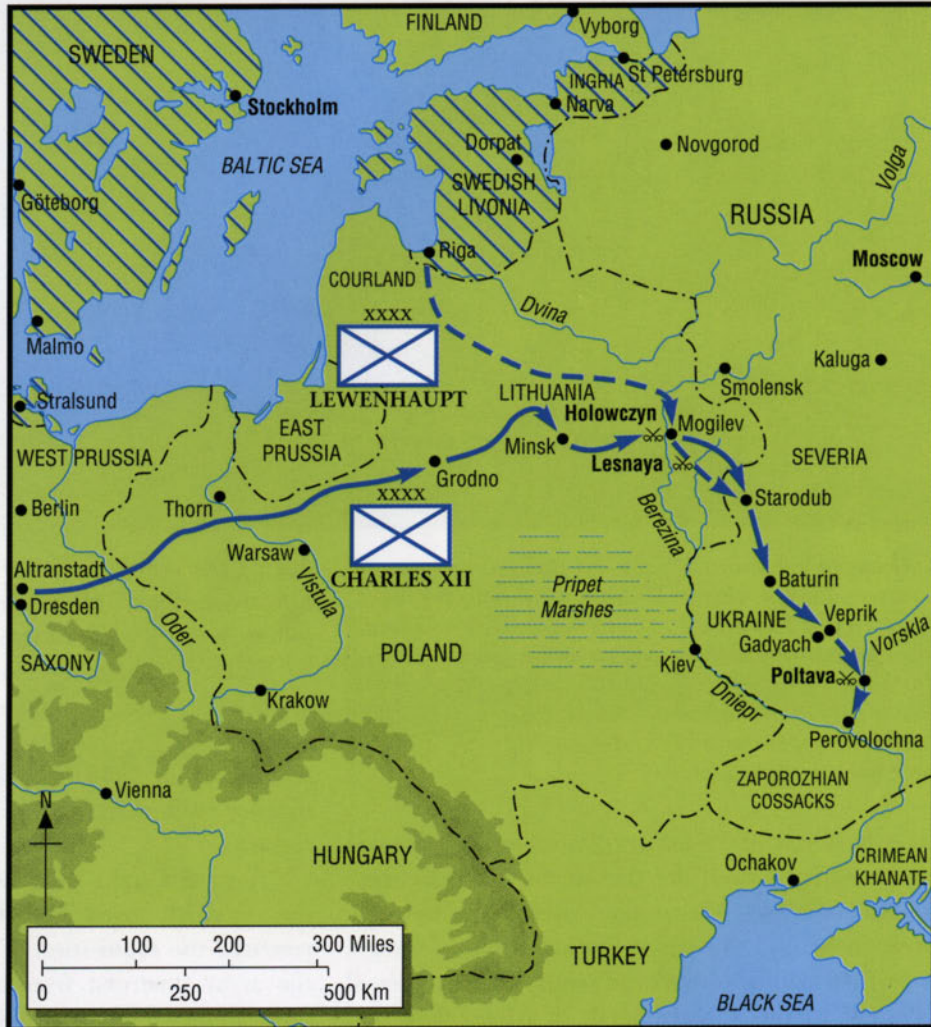 FINLAND
Vyborg
SWEDEN
St Petersburg
INGRIA
Stockholm
Narva
Dorpat
Novgorod
BALTIC SEA
SWEDISH
LIVONIA
Volga
Göteborg
RUSSIA
Riga
Moscow
COURLAND
Dvina
XXXX
Malmo
Kaluga
Smolensk
LEWENHAUPT
LITHUANIA
Stralsund
Holowczyn
Mogilev
EAST
PRUSSIA
WEST PRUSSIA
Minsk
Lesnaya
SEVERIA
Grodno
XXXX
Thorn
Starodub
Berlin
Berezina
Warsaw
CHARLES XII
Altranstadt
Vistula
Pripet
Marshes
Baturin
Dresden
Oder
UKRAINE
Veprik
Gadyach
Vorskla
POLAND
SAXONY
Kiev
Poltava
Krakow
Dniepr
Perovolochna
ZAPOROZHIAN
COSSACKS
Vienna
N
HUNGARY
Ochakov
CRIMEAN
KHANATE
0 100 200 300 Miles
0 250 500 Km
TURKEY
BLACK SEA